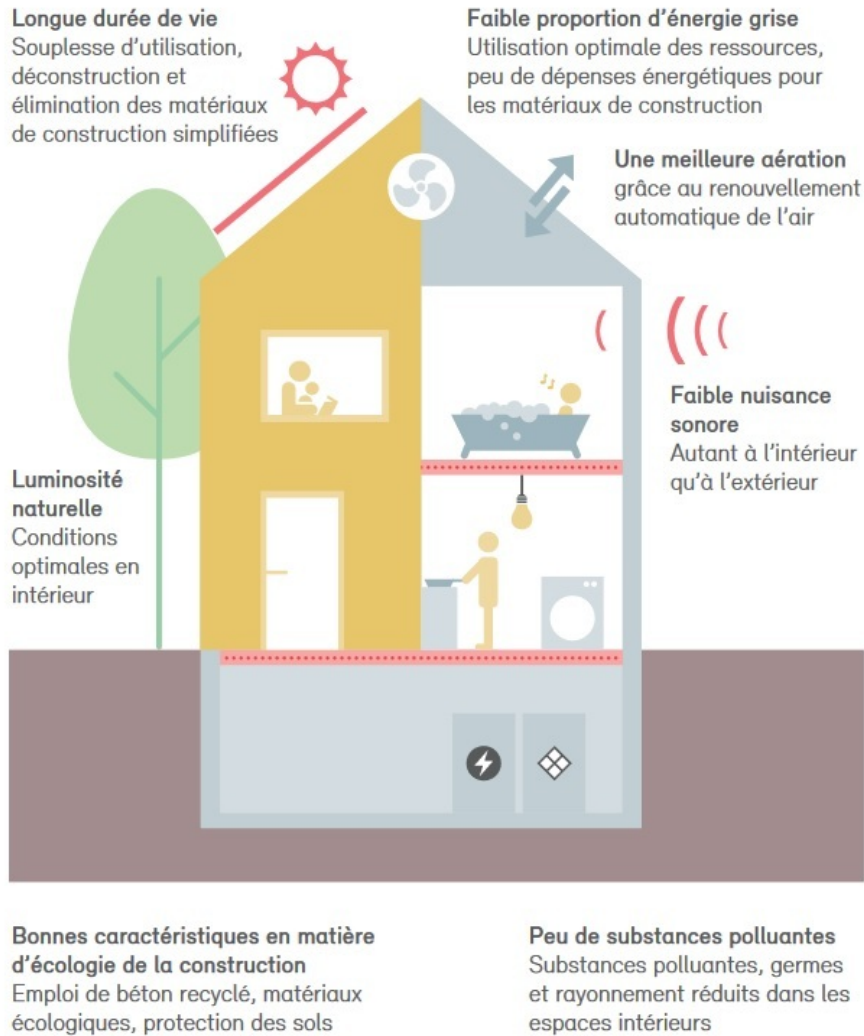 Longue durée de vie
Souplesse d'utilisation,
déconstruction et
élimination des matériaux
de construction simplifiées
Faible proportion d'énergie grise
Utilisation optimale des ressources,
peu de dépenses énergétiques pour
les matériaux de construction
Une meilleure aération
grâce au renouvellement
automatique de l'air
Faible nuisance
sonore
Autant à l'intérieur
qu'à l'extérieur
Luminosité
naturelle
Conditions
optimales en
intérieur
Bonnes caractéristiques en matière
d'écologie de la construction
Emploi de béton recyclé, matériaux
écologiques, protection des sols
Peu de substances polluantes
Substances polluantes, germes
et rayonnement réduits dans les
espaces intérieurs